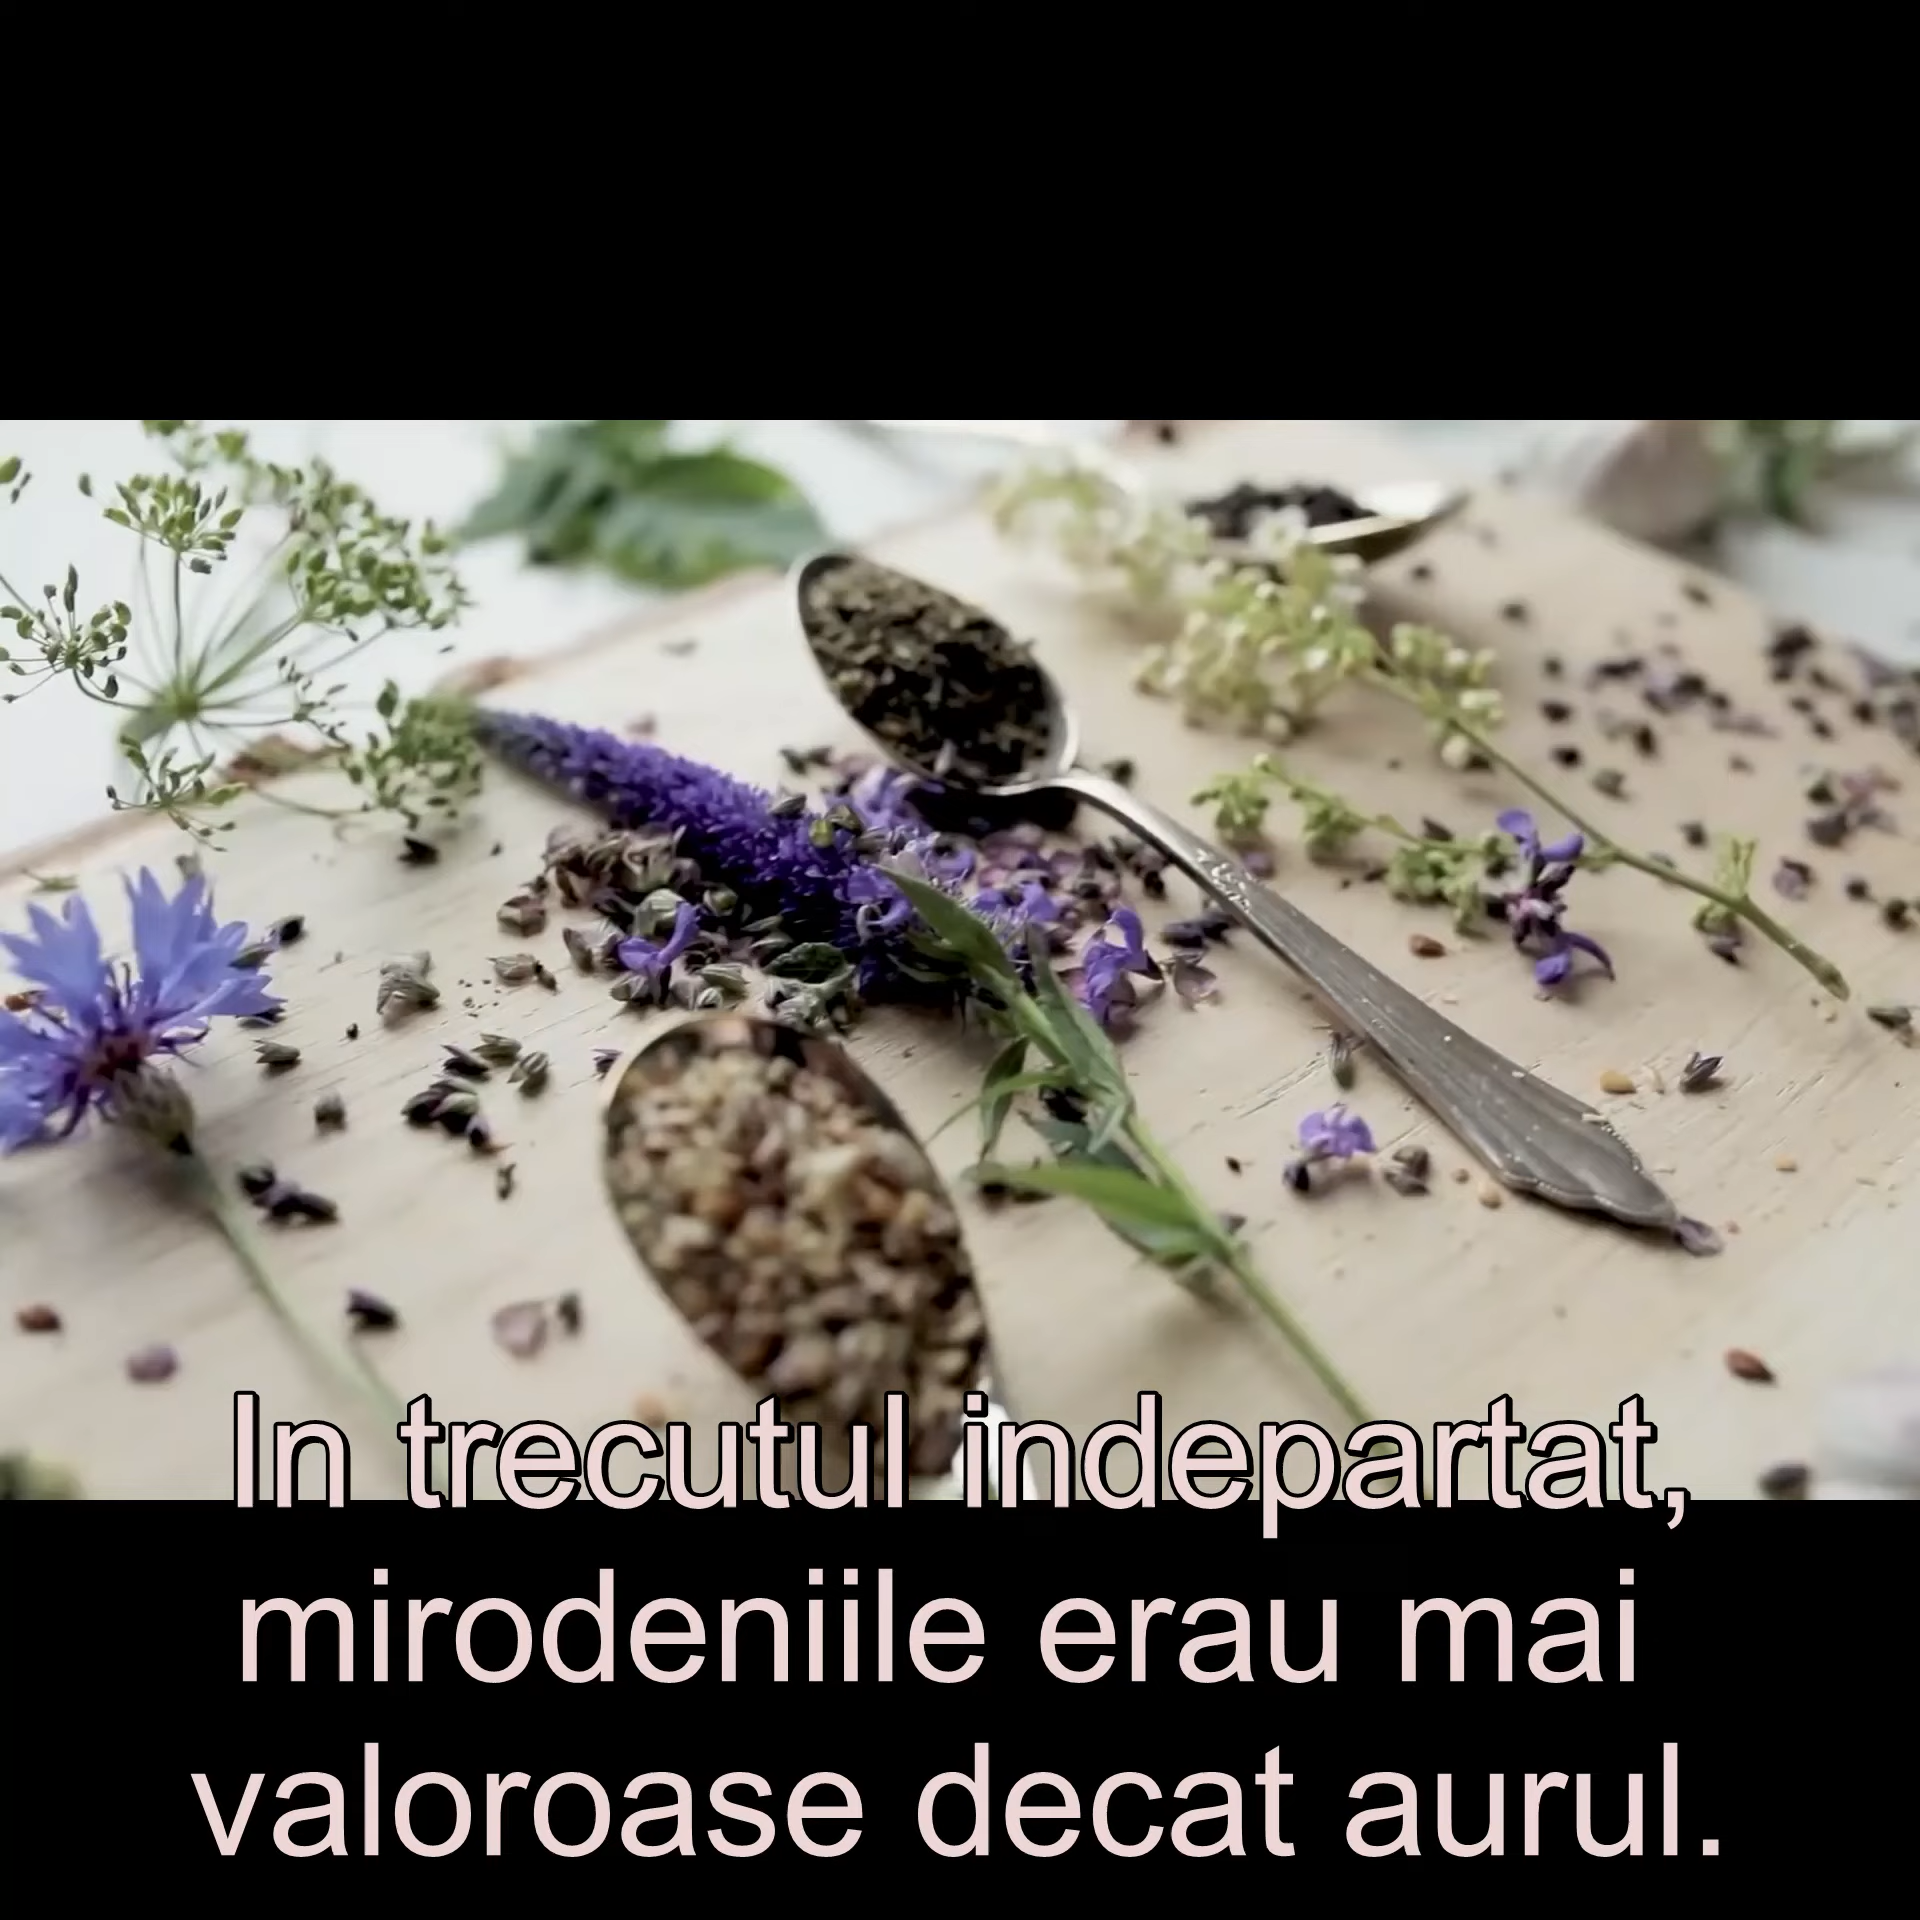 In trecutul indepartat,
mirodeniile erau mai
valoroase decat aurul.